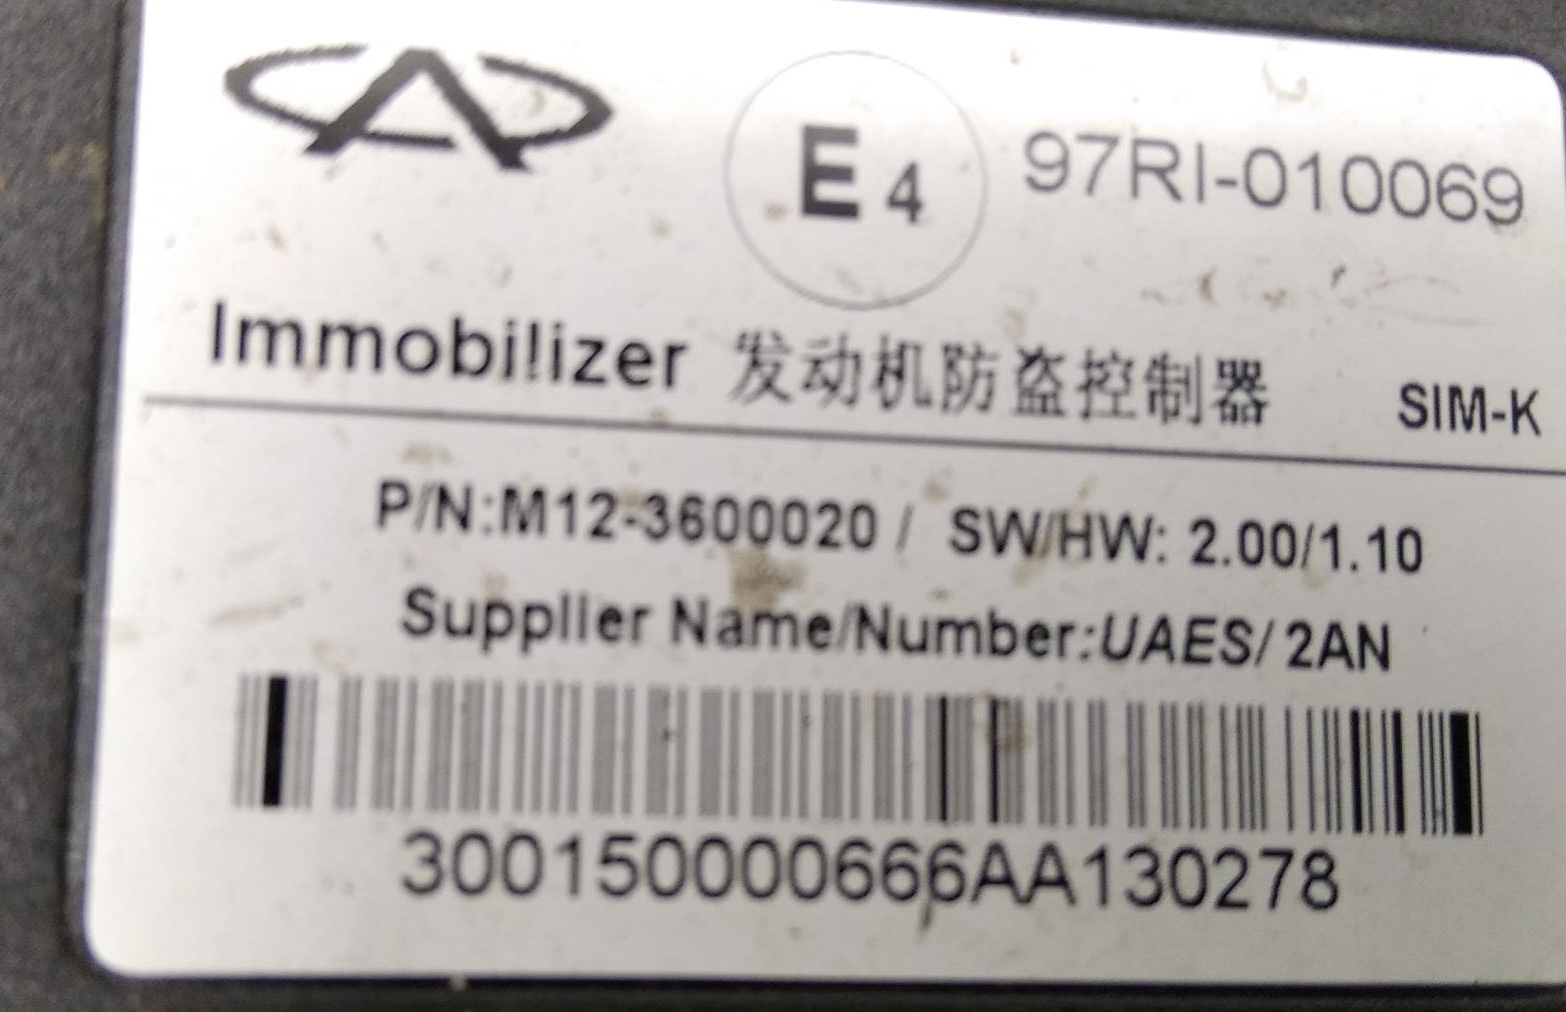 E4 97RI-010069
Immobilizer 发动机防盗控制器 SIM-K
P/N:M12-3600020 / SW/HW: 2.00/1.10
Supplier Name/Number:UAES/ 2AN
300150000666AA130278